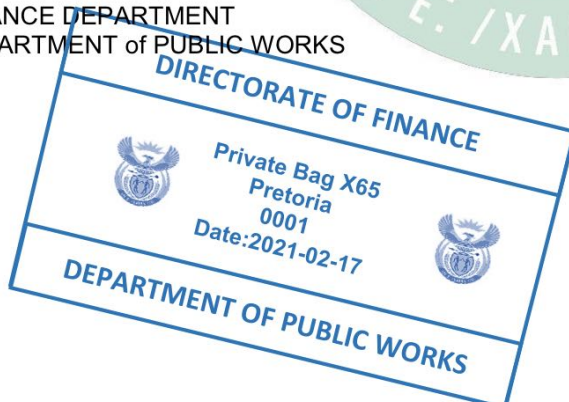 ANCE DEPARTMENT
ARTMENT of PUBLIC WORKS
E. /XA
DIRECTORATE OF FINANCE
Private Bag X65
Pretoria
0001
Date:2021-02-17
DEPARTMENT OF PUBLIC WORKS